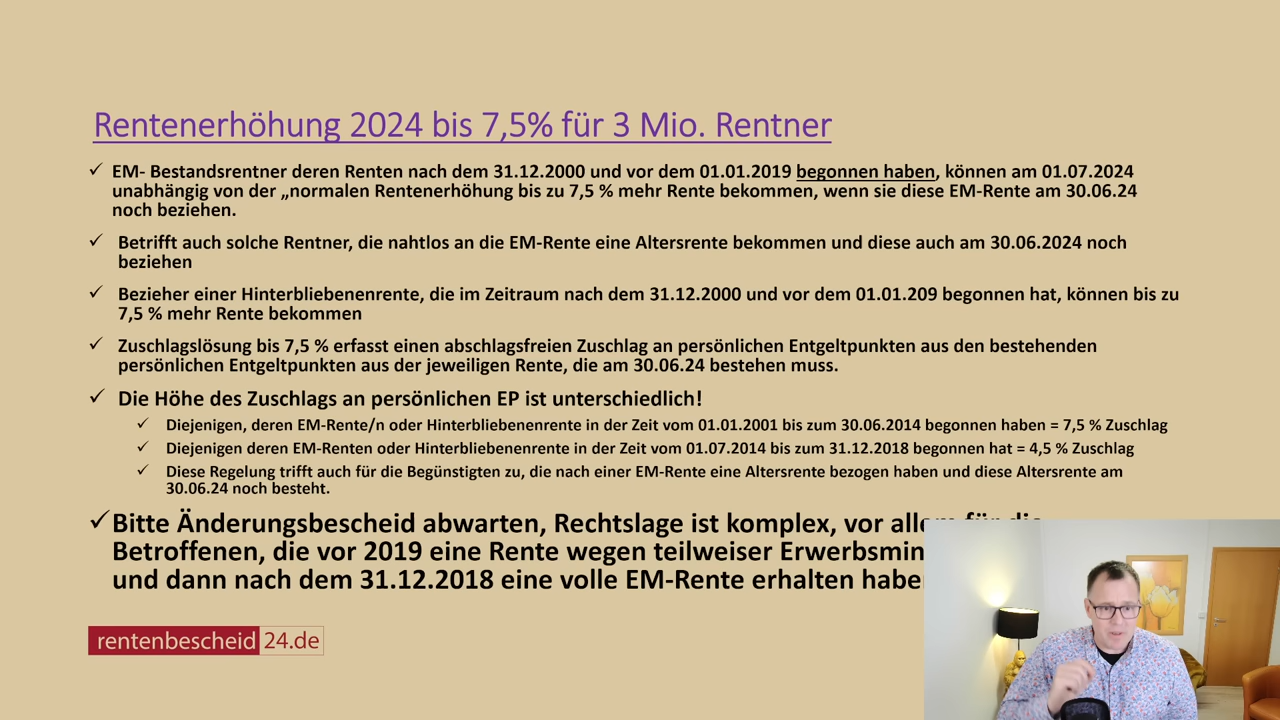 Rentenerhöhung 2024 bis 7,5% für 3 Mio. Rentner
✓ EM- Bestandsrentner deren Renten nach dem 31.12.2000 und vor dem 01.01.2019 begonnen haben, können am 01.07.2024
unabhängig von der „normalen Rentenerhöhung bis zu 7,5 % mehr Rente bekommen, wenn sie diese EM-Rente am 30.06.24
noch beziehen.
✓ Betrifft auch solche Rentner, die nahtlos an die EM-Rente eine Altersrente bekommen und diese auch am 30.06.2024 noch
beziehen
✓ Bezieher einer Hinterbliebenenrente, die im Zeitraum nach dem 31.12.2000 und vor dem 01.01.209 begonnen hat, können bis zu
7,5 % mehr Rente bekommen
✓ Zuschlagslösung bis 7,5 % erfasst einen abschlagsfreien Zuschlag an persönlichen Entgeltpunkten aus den bestehenden
persönlichen Entgeltpunkten aus der jeweiligen Rente, die am 30.06.24 bestehen muss.
✓ Die Höhe des Zuschlags an persönlichen EP ist unterschiedlich!
✓ Diejenigen, deren EM-Rente/n oder Hinterbliebenenrente in der Zeit vom 01.01.2001 bis zum 30.06.2014 begonnen haben = 7,5 % Zuschlag
✓ Diejenigen deren EM-Renten oder Hinterbliebenenrente in der Zeit vom 01.07.2014 bis zum 31.12.2018 begonnen hat = 4,5 % Zuschlag
✓ Diese Regelung trifft auch für die Begünstigten zu, die nach einer EM-Rente eine Altersrente bezogen haben und diese Altersrente am
30.06.24 noch besteht.
✓ Bitte Änderungsbescheid abwarten, Rechtslage ist komplex, vor allem für die
Betroffenen, die vor 2019 eine Rente wegen teilweiser
und dann nach dem 31.12.2018 eine volle EM-Rente erhalten
rentenbescheid 24.de